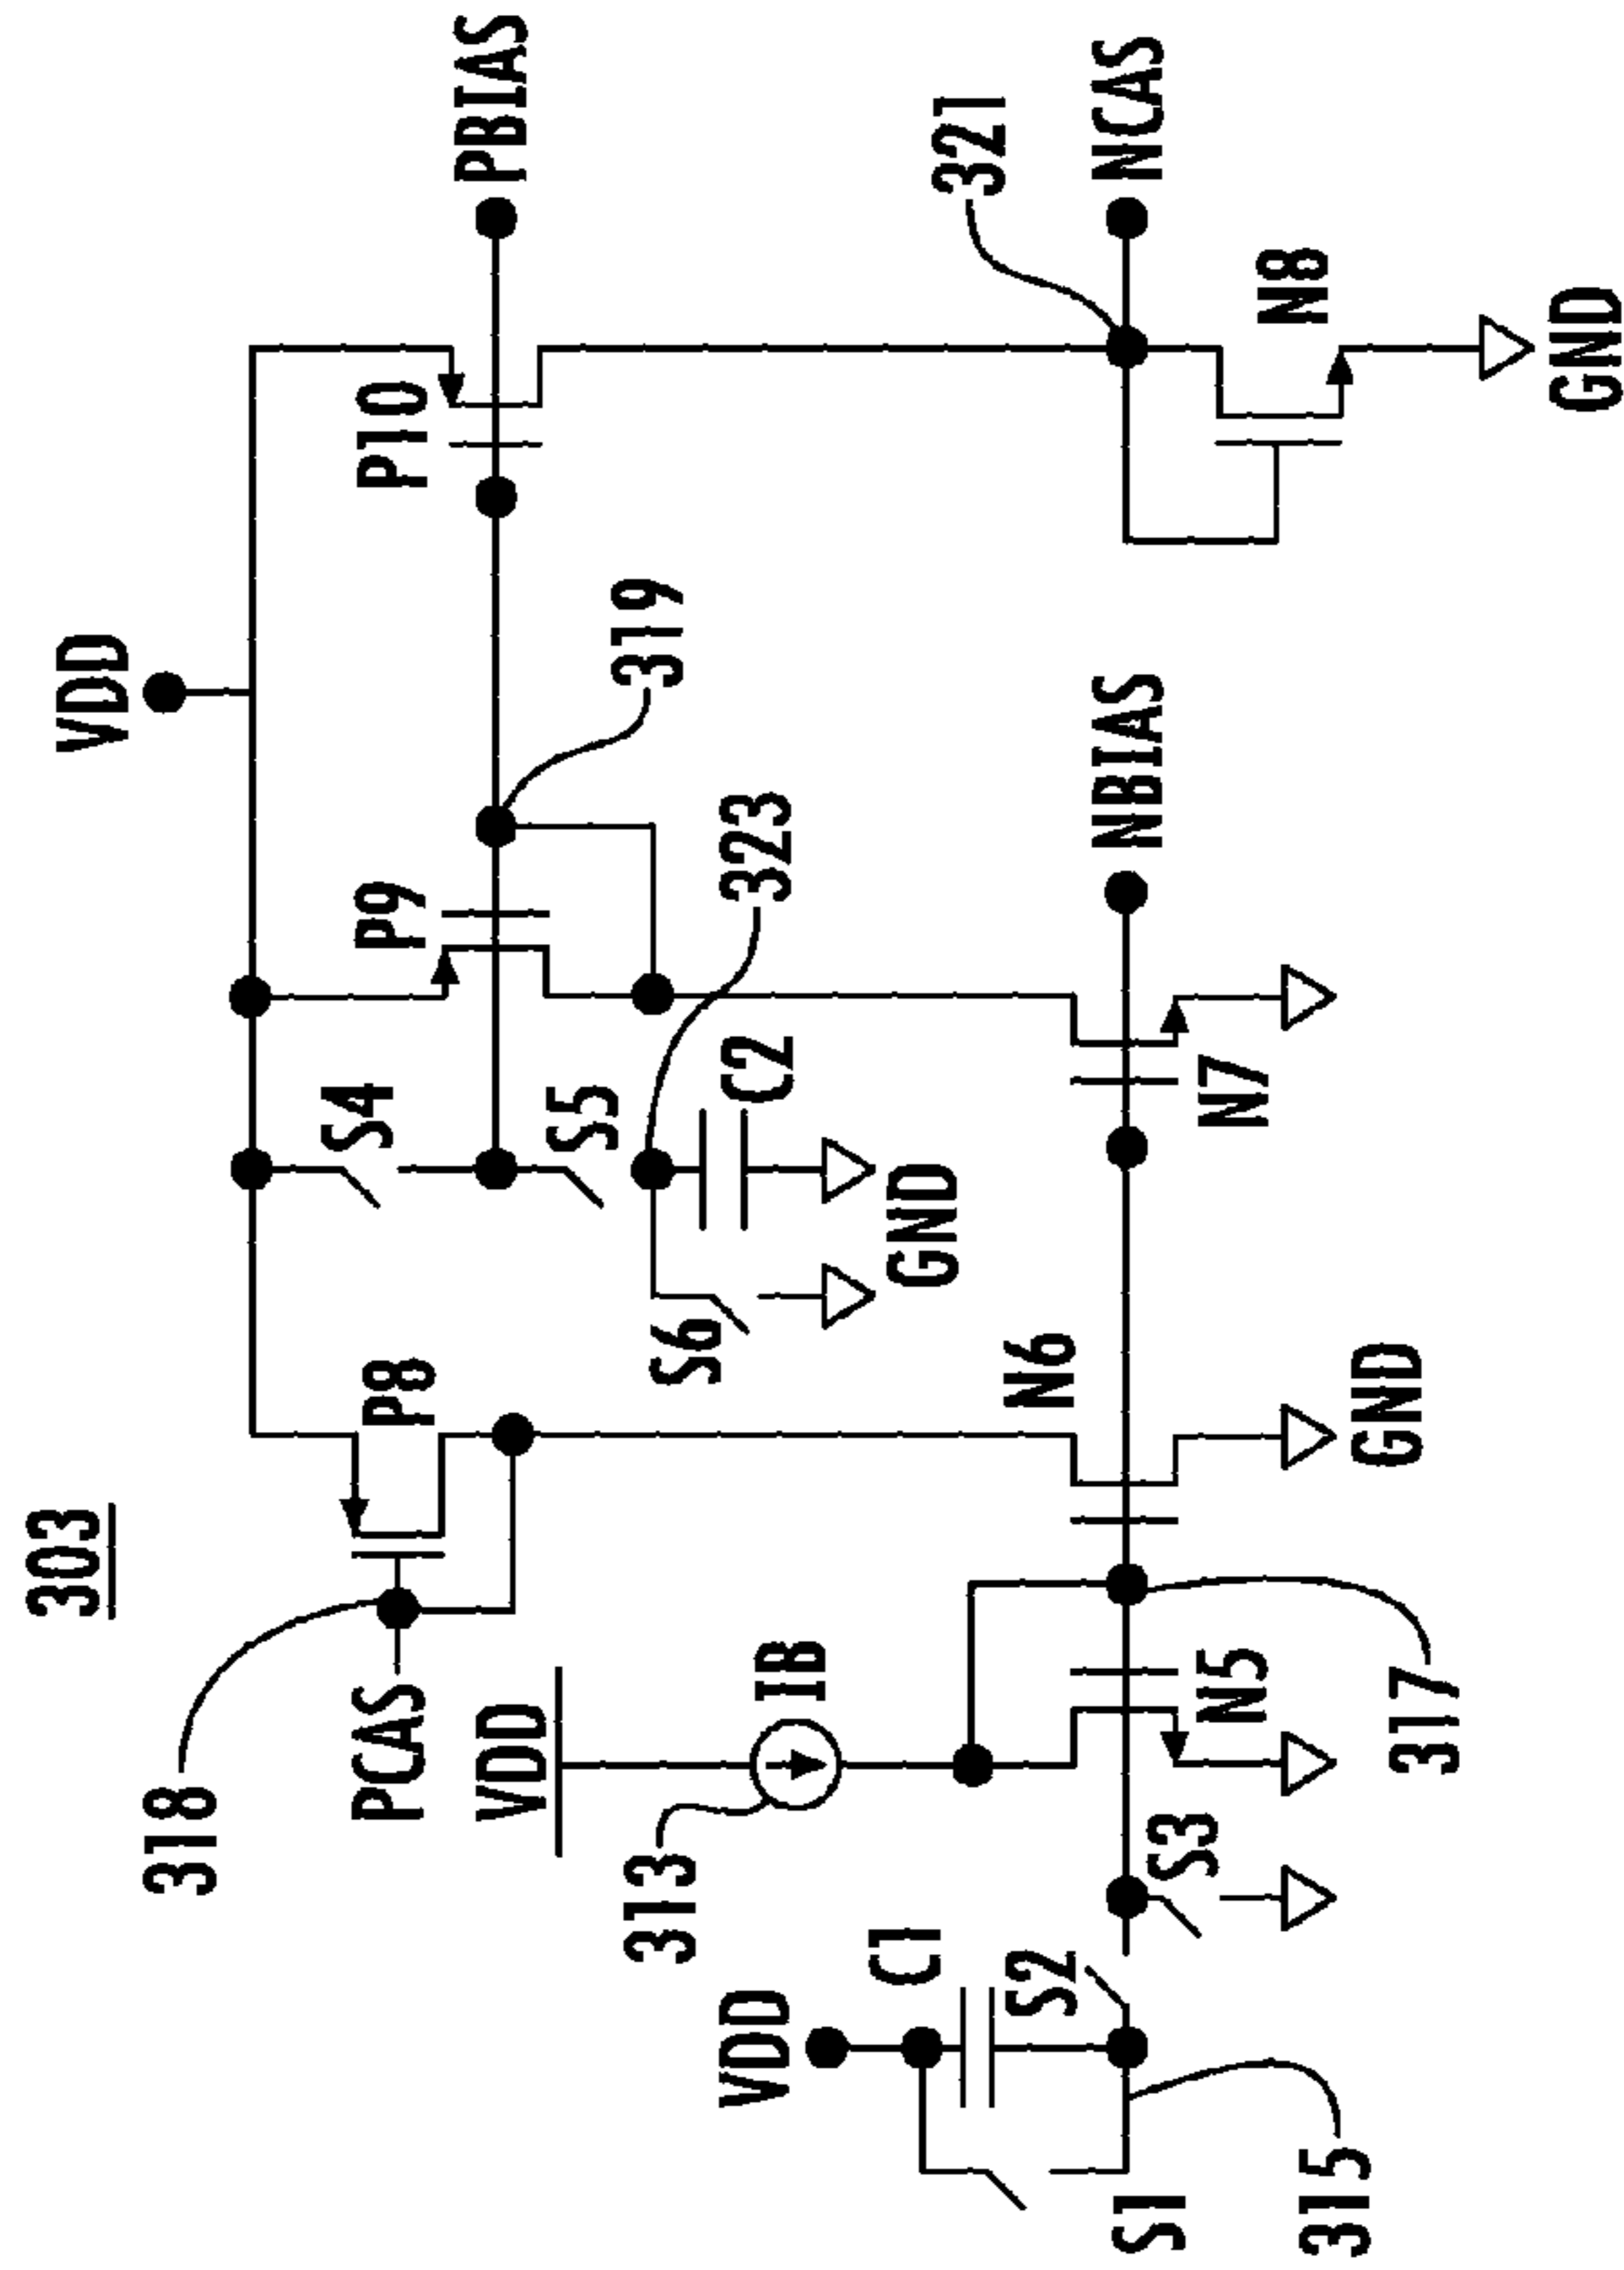 303
VDD
318
P8
S4
P9
P10
PCAS
PBIAS
VDD
S5
319
313
IB
S6
323
C2
VDD
C1
GND
321
S2
N6
NBIAS
NCAS
S1
S3
N5
N7
N8
315
317
GND
GND